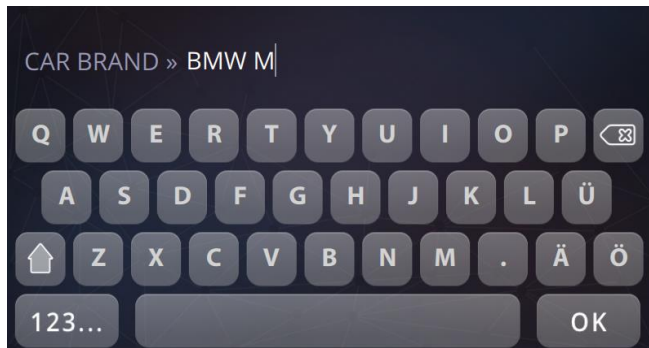 CAR BRAND » BMW M
Q W E R T Y U I O P
A S D F G H J K L Ü
Z X C V B N M . Ä Ö
123... OK